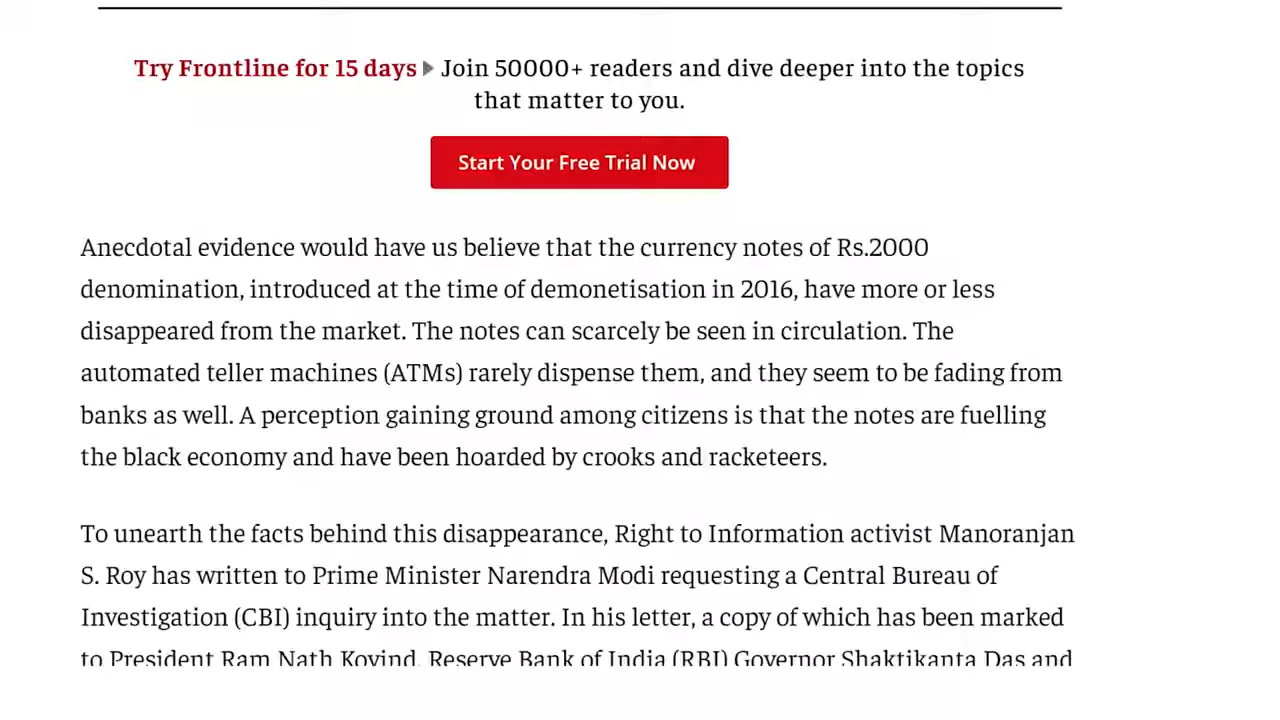 Try Frontline for 15 days ▶ Join 50000+ readers and dive deeper into the topics
that matter to you.
Start Your Free Trial Now
Anecdotal evidence would have us believe that the currency notes of Rs.2000
denomination, introduced at the time of demonetisation in 2016, have more or less
disappeared from the market. The notes can scarcely be seen in circulation. The
automated teller machines (ATMs) rarely dispense them, and they seem to be fading from
banks as well. A perception gaining ground among citizens is that the notes are fuelling
the black economy and have been hoarded by crooks and racketeers.
To unearth the facts behind this disappearance, Right to Information activist Manoranjan
S. Roy has written to Prime Minister Narendra Modi requesting a Central Bureau of
Investigation (CBI) inquiry into the matter. In his letter, a copy of which has been marked
to President Ram Nath Kovind, Reserve Bank of India (RBI) Governor Shaktikanta Das and